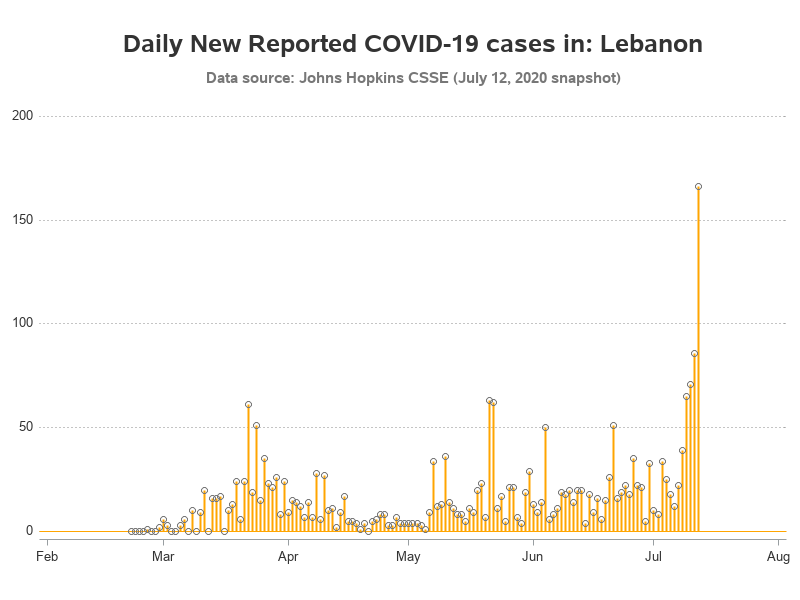 Daily New Reported COVID-19 cases in: Lebanon
Data source: Johns Hopkins CSSE (July 12, 2020 snapshot)
200
150
100
50
0
Feb Mar Apr May Jun Jul Aug